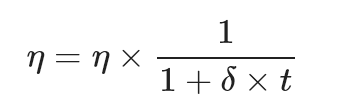 η = η × 1 / (1 + δ × t)